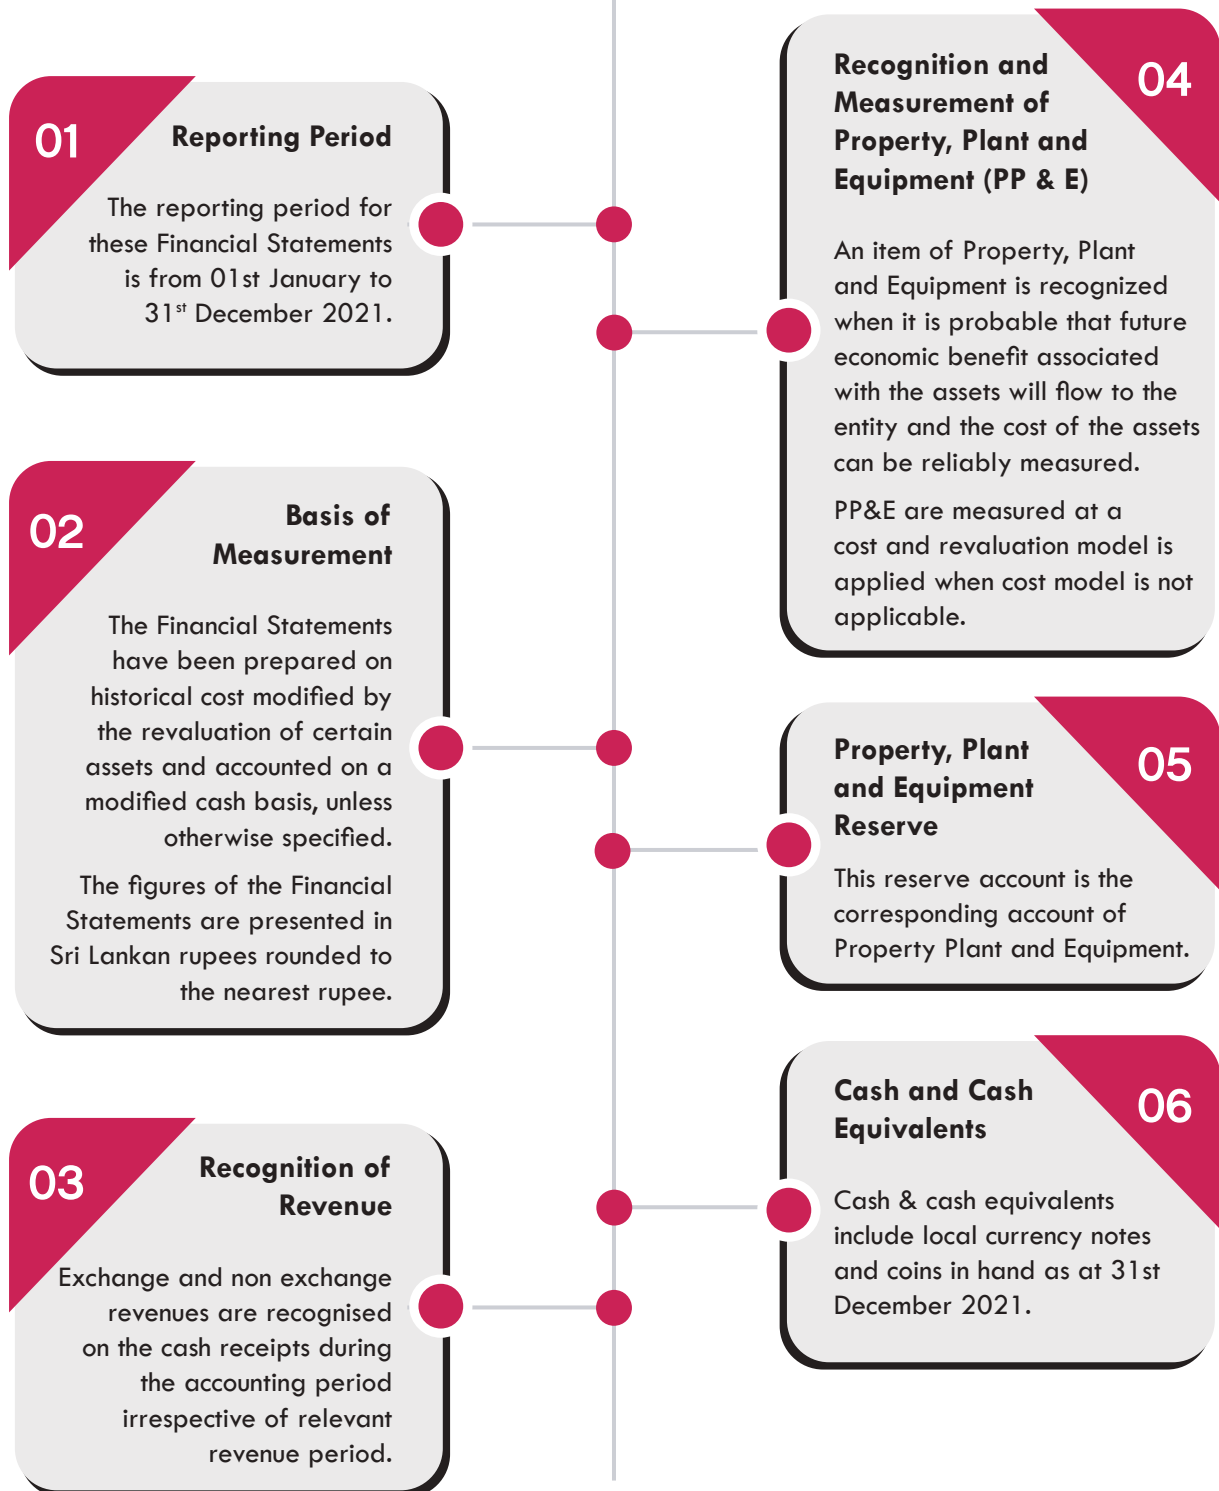 01
Reporting Period
The reporting period for
these Financial Statements
is from 01st January to
31st December 2021.
02
Basis of
Measurement
The Financial Statements
have been prepared on
historical cost modified by
the revaluation of certain
assets and accounted on a
modified cash basis, unless
otherwise specified.
The figures of the Financial
Statements are presented in
Sri Lankan rupees rounded to
the nearest rupee.
03
Recognition of
Revenue
Exchange and non exchange
revenues are recognised
on the cash receipts during
the accounting period
irrespective of relevant
revenue period.
04
Recognition and
Measurement of
Property, Plant and
Equipment (PP & E)
An item of Property, Plant
and Equipment is recognized
when it is probable that future
economic benefit associated
with the assets will flow to the
entity and the cost of the assets
can be reliably measured.
PP&E are measured at a
cost and revaluation model is
applied when cost model is not
applicable.
05
Property, Plant
and Equipment
Reserve
This reserve account is the
corresponding account of
Property Plant and Equipment.
06
Cash and Cash
Equivalents
Cash & cash equivalents
include local currency notes
and coins in hand as at 31st
December 2021.